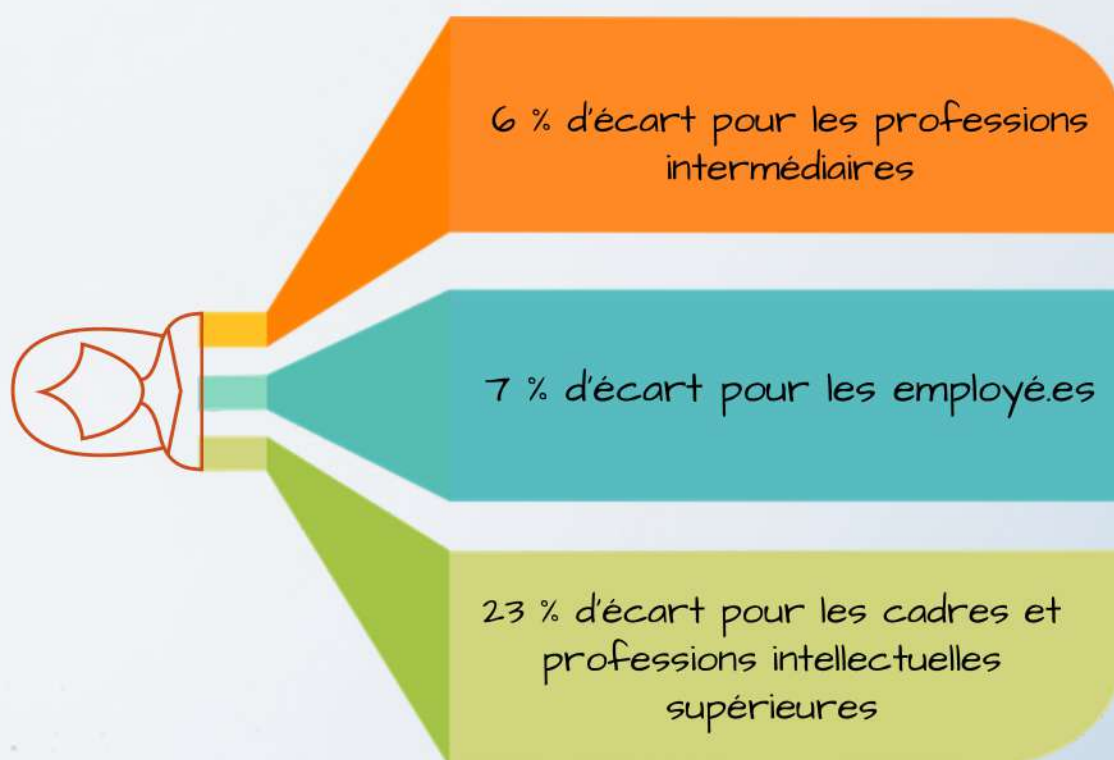 6 % d'écart pour les professions
intermédiaires
7 % d'écart pour les employé.es
23 % d'écart pour les cadres et
professions intellectuelles
supérieures